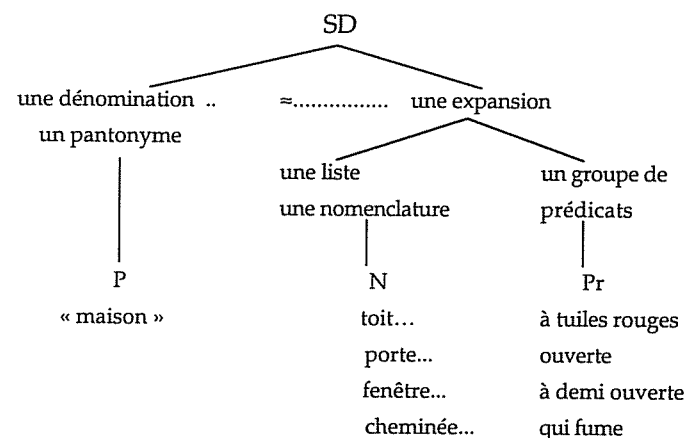 SD
une dénomination .. ≈................ une expansion
un pantonyme
une liste un groupe de
une nomenclature prédicats
P N Pr
« maison » toit... à tuiles rouges
porte... ouverte
fenêtre... à demi ouverte
cheminée... qui fume